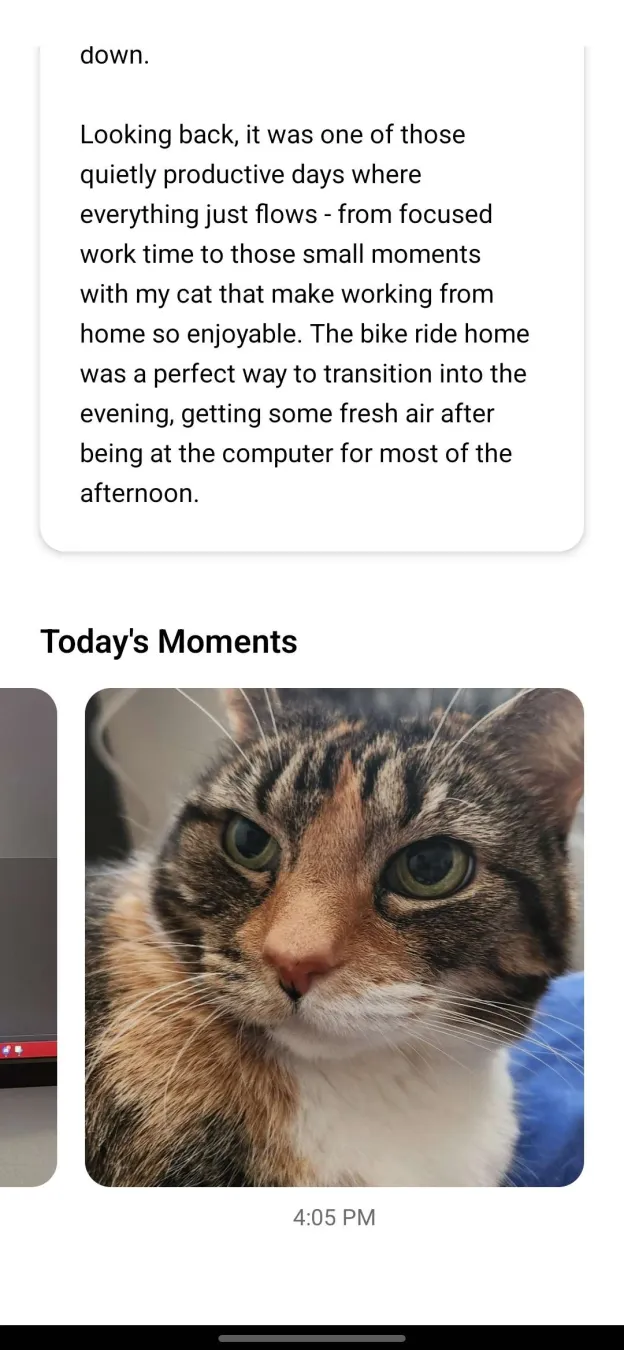 down.
Looking back, it was one of those
quietly productive days where
everything just flows - from focused
work time to those small moments
with my cat that make working from
home so enjoyable. The bike ride home
was a perfect way to transition into the
evening, getting some fresh air after
being at the computer for most of the
afternoon.
Today's Moments
4:05 PM